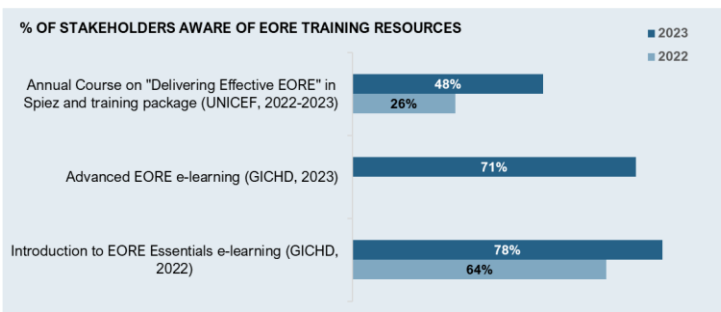 % OF STAKEHOLDERS AWARE OF EORE TRAINING RESOURCES
2023
2022
Annual Course on "Delivering Effective EORE" in
Spiez and training package (UNICEF, 2022-2023)
48%
26%
Advanced EORE e-learning (GICHD, 2023)
71%
Introduction to EORE Essentials e-learning (GICHD,
2022)
78%
64%